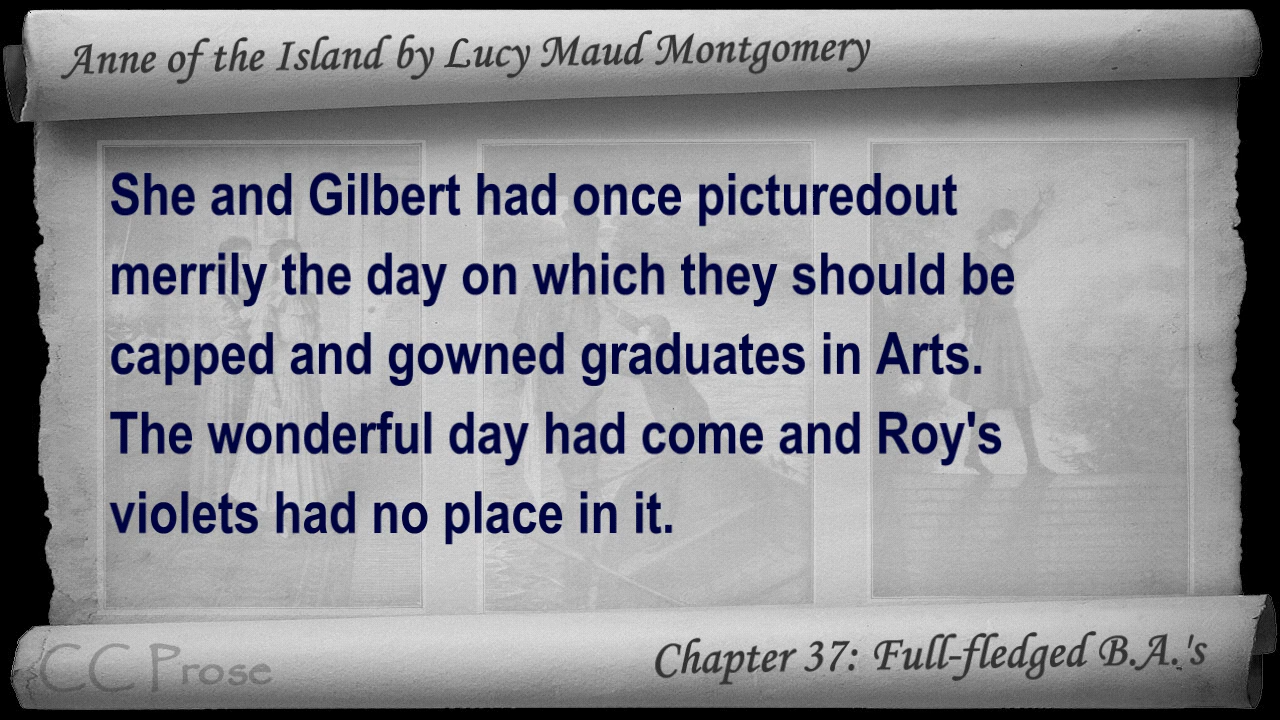 Anne of the Island by Lucy Maud Montgomery
She and Gilbert had once picturedout
merrily the day on which they should be
capped and gowned graduates in Arts.
The wonderful day had come and Roy's
violets had no place in it.
CC Prose
Chapter 37: Full-fledged B.A.'s